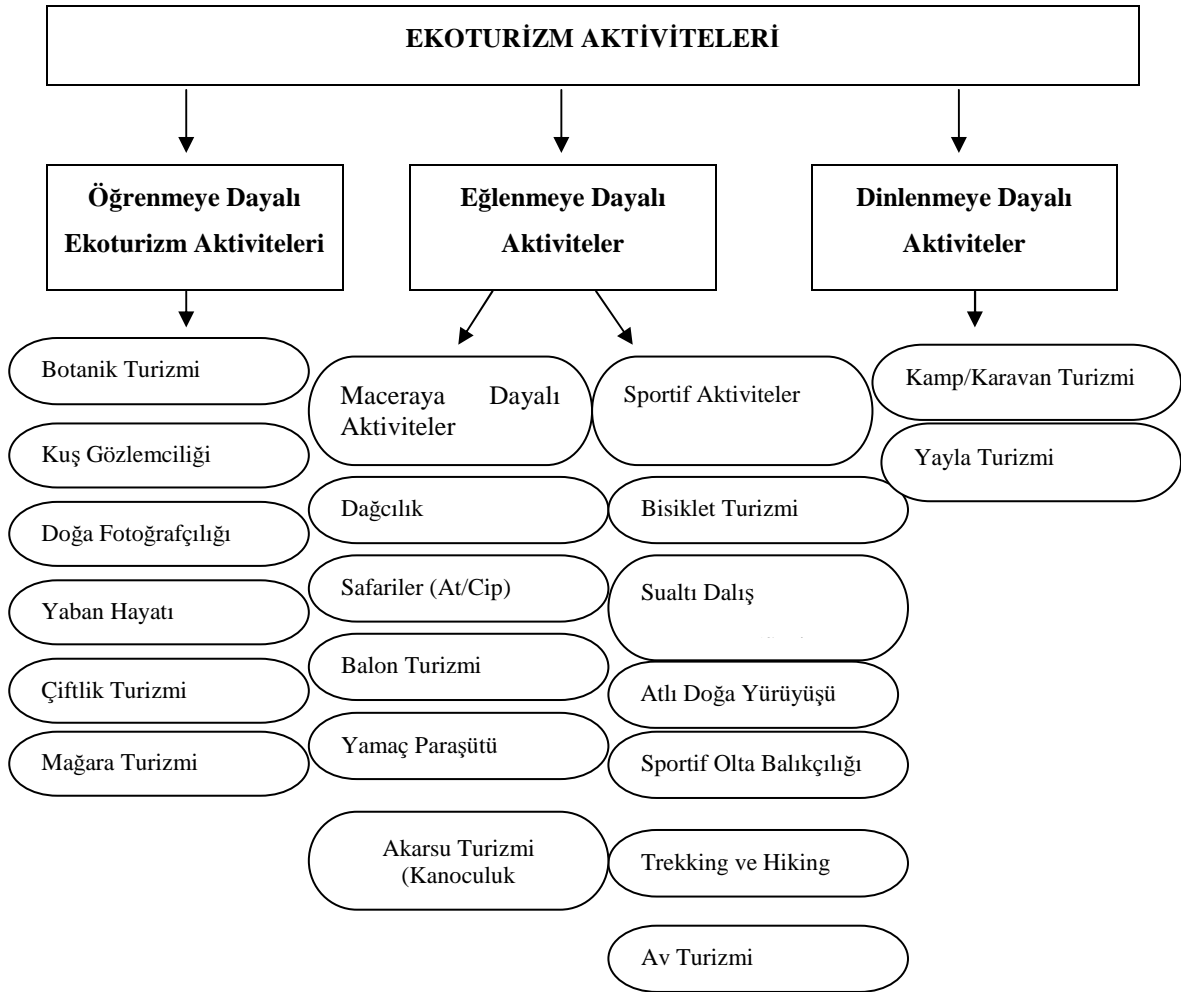 EKOTURİZM AKTİVİTELERİ
Öğrenmeye Dayalı
Ekoturizm Aktiviteleri
Eğlenmeye Dayalı
Aktiviteler
Dinlenmeye Dayalı
Aktiviteler
Botanik Turizmi
Kuş Gözlemciliği
Doğa Fotoğrafçılığı
Yaban Hayatı
Çiftlik Turizmi
Mağara Turizmi
Maceraya Dayalı
Aktiviteler
Dağcılık
Safariler (At/Cip)
Balon Turizmi
Yamaç Paraşütü
Akarsu Turizmi
(Kanoculuk
Sportif Aktiviteler
Bisiklet Turizmi
Sualtı Dalış
Atlı Doğa Yürüyüşü
Sportif Olta Balıkçılığı
Trekking ve Hiking
Av Turizmi
Kamp/Karavan Turizmi
Yayla Turizmi